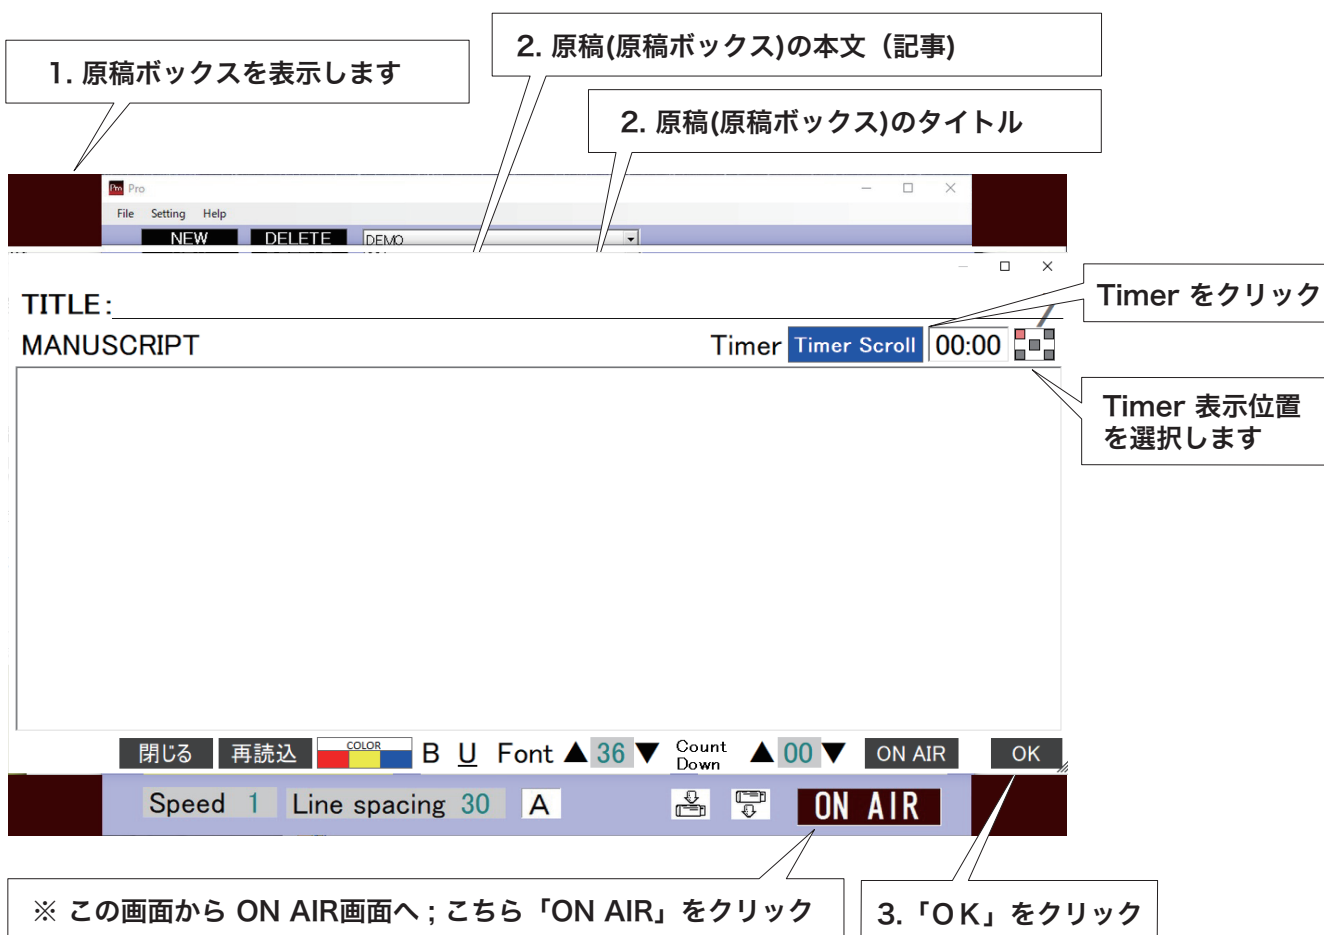 2. 原稿(原稿ボックス)の本文（記事)
1. 原稿ボックスを表示します
2. 原稿(原稿ボックス)のタイトル
Pro
File Setting Help
NEW DELETE DEMO
TITLE:
Timer をクリック
MANUSCRIPT Timer Timer Scroll 00:00
Timer 表示位置
を選択します
閉じる 再読込 COLOR B U Font ▲ 36 ▼ Count Down ▲ 00 ▼ ON AIR OK
Speed 1 Line spacing 30 A ON AIR
※ この画面から ON AIR画面へ ; こちら「ON AIR」をクリック
3.「OK」をクリック